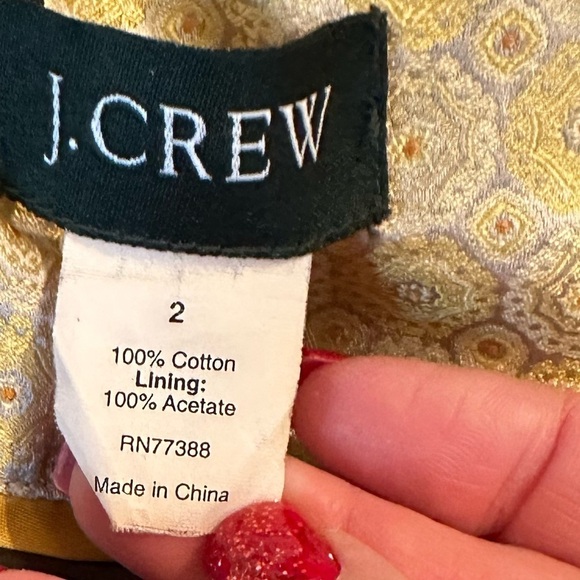 J.CREW
2
100% Cotton
Lining:
100% Acetate
RN77388
Made in China